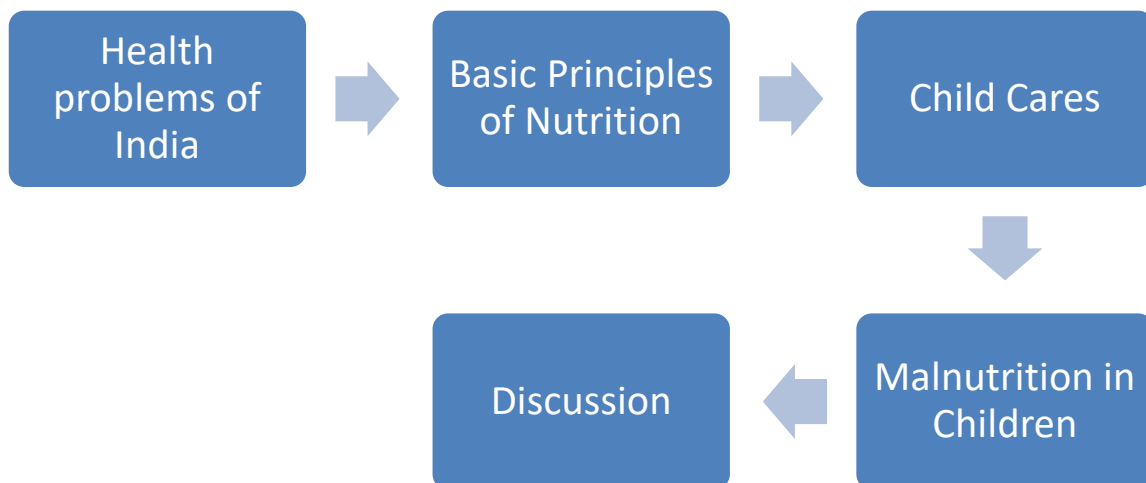 Health
problems of
India
Basic Principles
of Nutrition
Child Cares
Malnutrition in
Children
Discussion